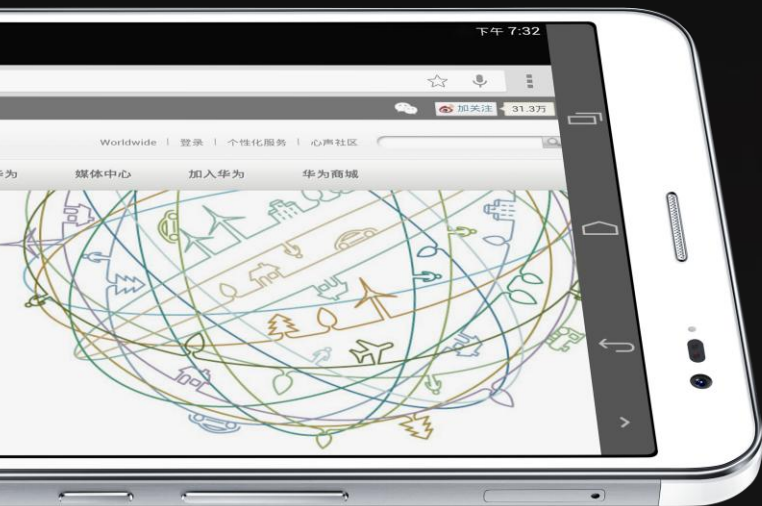 下午 7:32
加关注 31.3万
Worldwide | 登录 | 个性化服务 | 心声社区
为 媒体中心 加入华为 华为商城